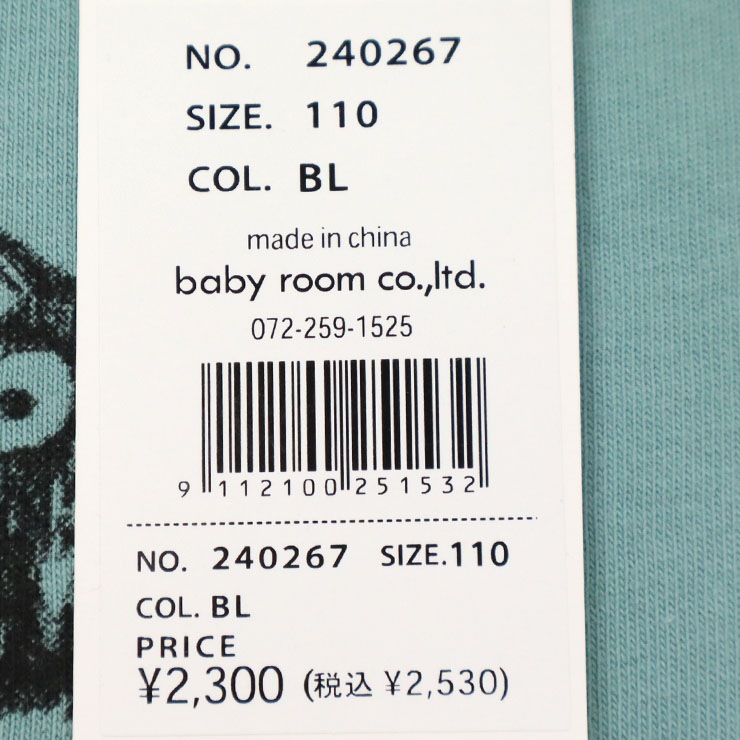 NO. 240267
SIZE. 110
COL. BL
made in china
baby room co.,ltd.
072-259-1525
9 112100 251532
NO. 240267 SIZE.110
COL. BL
PRICE
¥2,300 (税込 ¥2,530)